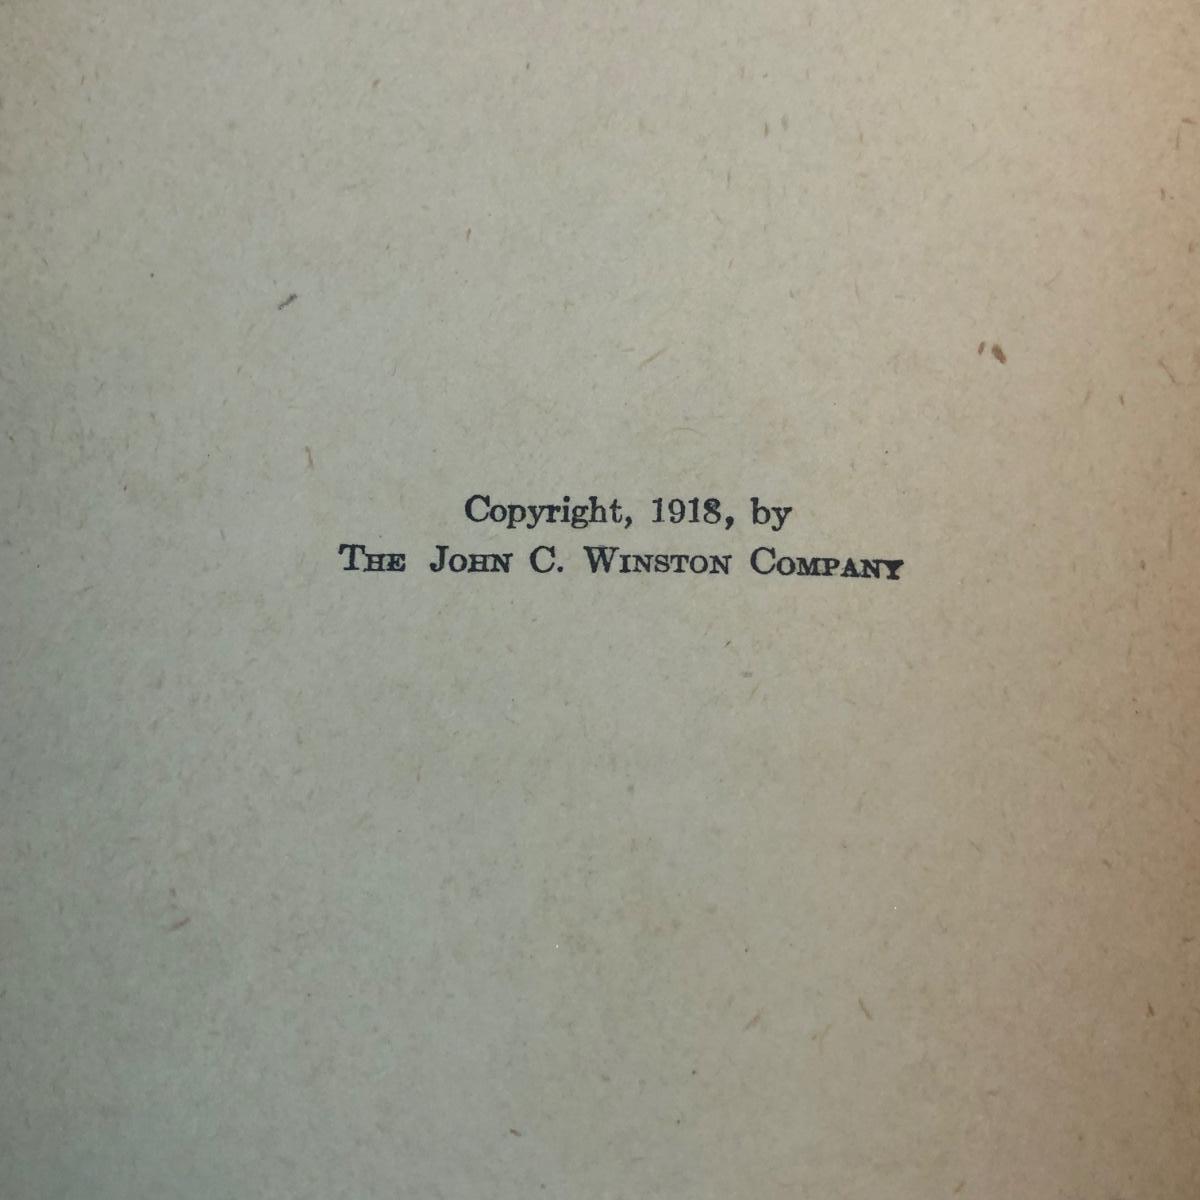 Copyright, 1918, by
The John C. Winston Company